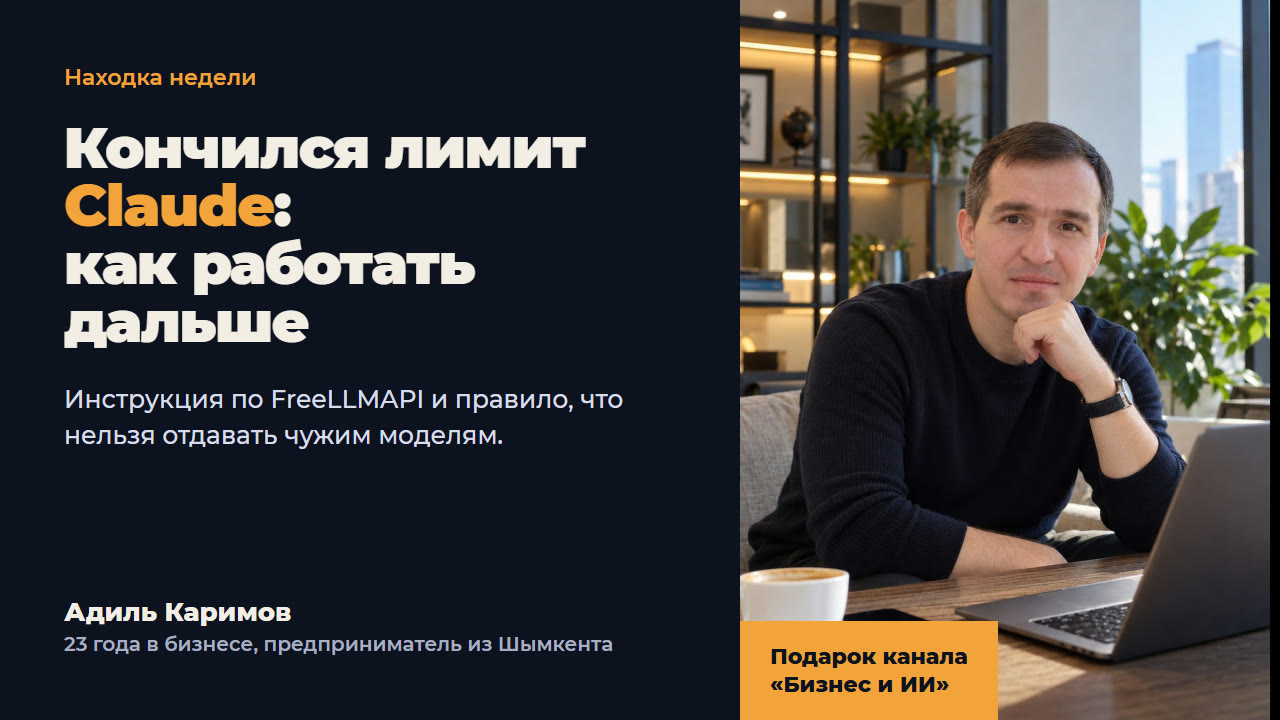 Находка недели
Кончился лимит
Claude:
как работать
дальше
Инструкция по FreeLLMAPI и правило, что
нельзя отдавать чужим моделям.
Адиль Каримов
23 года в бизнесе, предприниматель из Шымкента
Подарок канала
«Бизнес и ИИ»